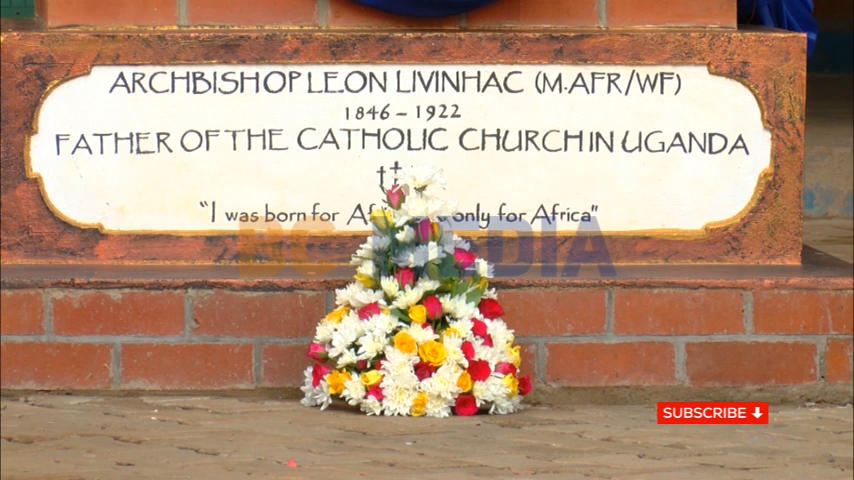 ARCHBISHOP LEON LIVINHAC (M.AFR/WF)
1846 – 1922
FATHER OF THE CATHOLIC CHURCH IN UGANDA
"I was born for only for Africa"
MEDIA
SUBSCRIBE